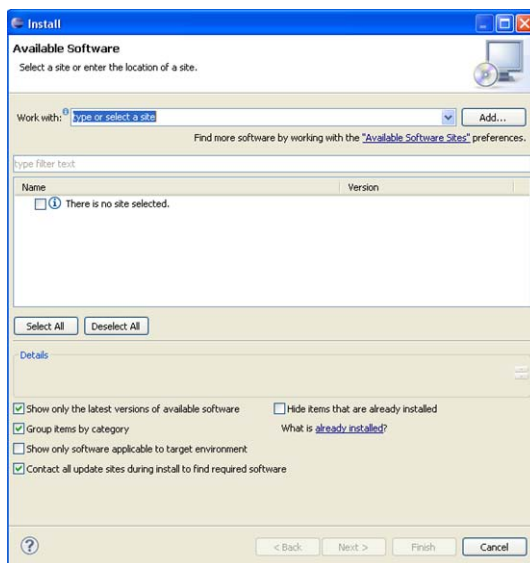 Install
Available Software
Select a site or enter the location of a site.
Work with: type or select a site Add...
Find more software by working with the "Available Software Sites" preferences.
type filter text
Name Version
There is no site selected.
Select All Deselect All
Details
Show only the latest versions of available software Hide items that are already installed
Group items by category What is already installed?
Show only software applicable to target environment
Contact all update sites during install to find required software
? < Back Next > Finish Cancel